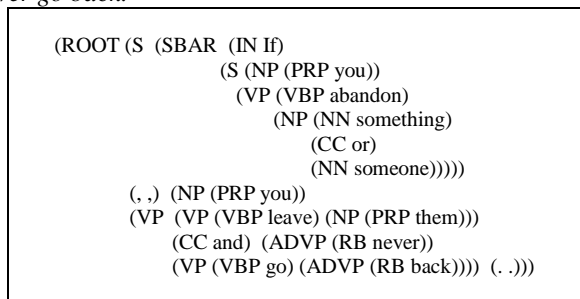 (ROOT (S (SBAR (IN If)
(S (NP (PRP you))
(VP (VBP abandon)
(NP (NN something)
(CC or)
(NN someone)))))
(, ,) (NP (PRP you))
(VP (VP (VBP leave) (NP (PRP them)))
(CC and) (ADVP (RB never))
(VP (VBP go) (ADVP (RB back)))) (. .)))